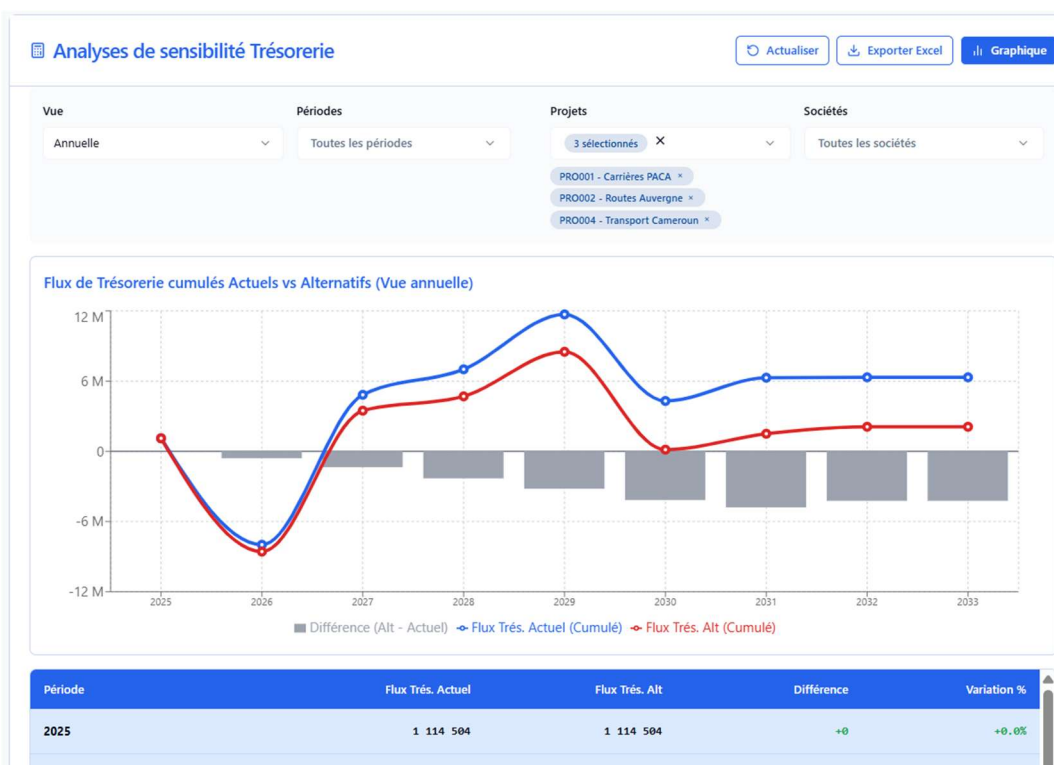 Analyses de sensibilité Trésorerie
Actualiser
Exporter Excel
Graphique
Vue
Périodes
Projets
Sociétés
Annuelle
Toutes les périodes
3 sélectionnés ✕
Toutes les sociétés
PRO001 - Carrières PACA ×
PRO002 - Routes Auvergne ×
PRO004 - Transport Cameroun ×
Flux de Trésorerie cumulés Actuels vs Alternatifs (Vue annuelle)
12 M
6 M
0
-6 M
-12 M
2025 2026 2027 2028 2029 2030 2031 2032 2033
Différence (Alt - Actuel) Flux Trés. Actuel (Cumulé) Flux Trés. Alt (Cumulé)
Période Flux Trés. Actuel Flux Trés. Alt Différence Variation %
2025 1 114 504 1 114 504 +0 +0.0%